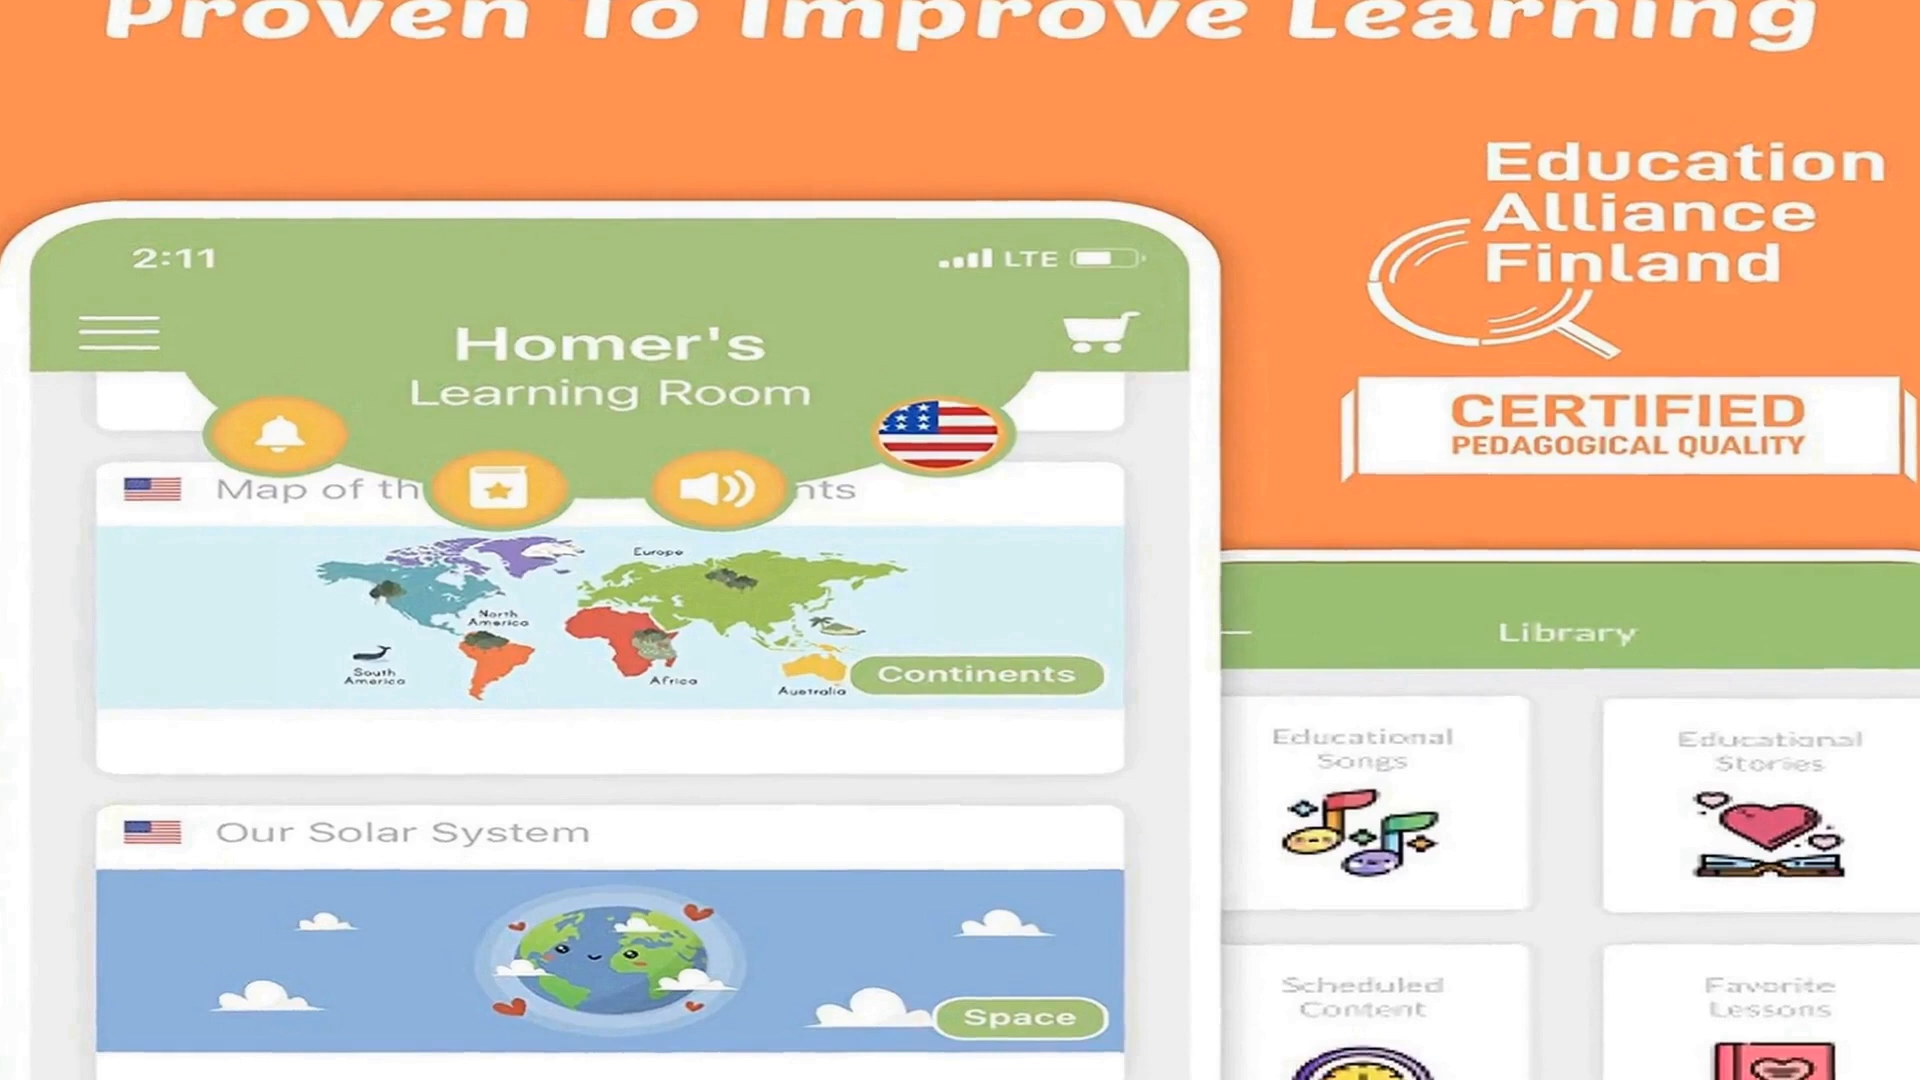 Proven To Improve Learning
Education
Alliance
Finland
CERTIFIED
PEDAGOGICAL QUALITY
2:11
LTE
Homer's
Learning Room
Map of th
nts
Europe
North
America
South
America
Africa
Australia
Continents
Our Solar System
Space
Library
Educational
Songs
Educational
Stories
Scheduled
Content
Favorite
Lessons